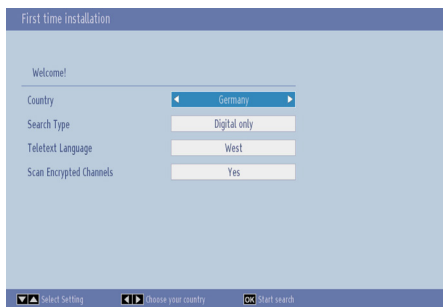 First time installation
Welcome!
Country Germany
Search Type Digital only
Teletext Language West
Scan Encrypted Channels Yes
Select Setting Choose your country OK Start search